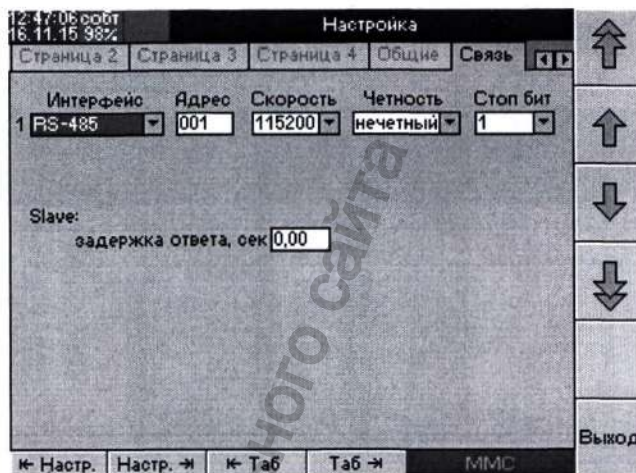 12:47:06 собт
16.11.15 98%
Настройка
Страница 2 Страница 3 Страница 4 Общие Связь
Интерфейс Адрес Скорость Четность Стоп бит
1 RS-485 001 115200 нечетный 1
Slave:
задержка ответа, сек 0,00
ного сайта
Выход
Настр. Настр. Таб Таб MMC